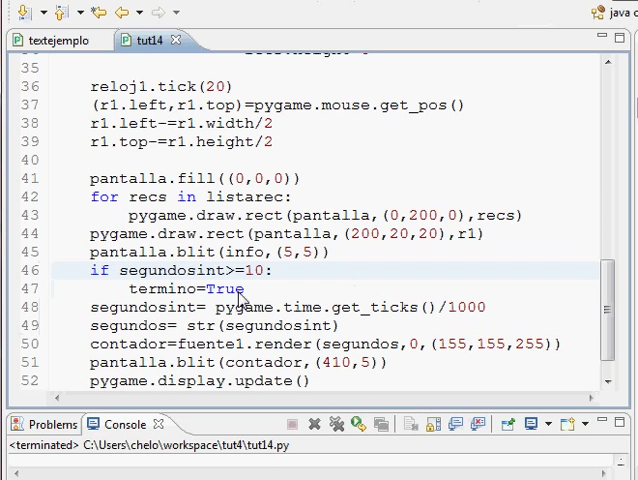 java
textejemplo
tut14
35
36 reloj1.tick(20)
37 (r1.left,r1.top)=pygame.mouse.get_pos()
38 r1.left-=r1.width/2
39 r1.top-=r1.height/2
40
41 pantalla.fill((0,0,0))
42 for recs in listarec:
43 pygame.draw.rect(pantalla,(0,200,0),recs)
44 pygame.draw.rect(pantalla,(200,20,20),r1)
45 pantalla.blit(info,(5,5))
46 if segundosint>=10:
47 termino=True
48 segundosint= pygame.time.get_ticks()/1000
49 segundos= str(segundosint)
50 contador=fuente1.render(segundos,0,(155,155,255))
51 pantalla.blit(contador,(410,5))
52 pygame.display.update()
Problems
Console
<terminated> C:\Users\chelo\workspace\tut4\tut14.py